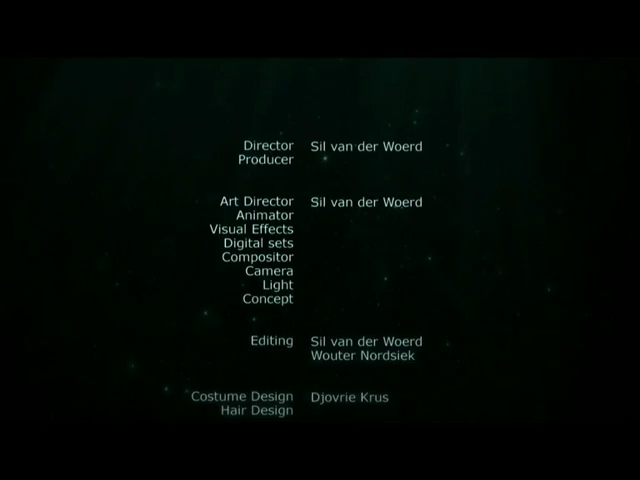 Director Sil van der Woerd
Producer
Art Director Sil van der Woerd
Animator
Visual Effects
Digital sets
Compositor
Camera
Light
Concept
Editing Sil van der Woerd
Wouter Nordsiek
Costume Design Djovrie Krus
Hair Design